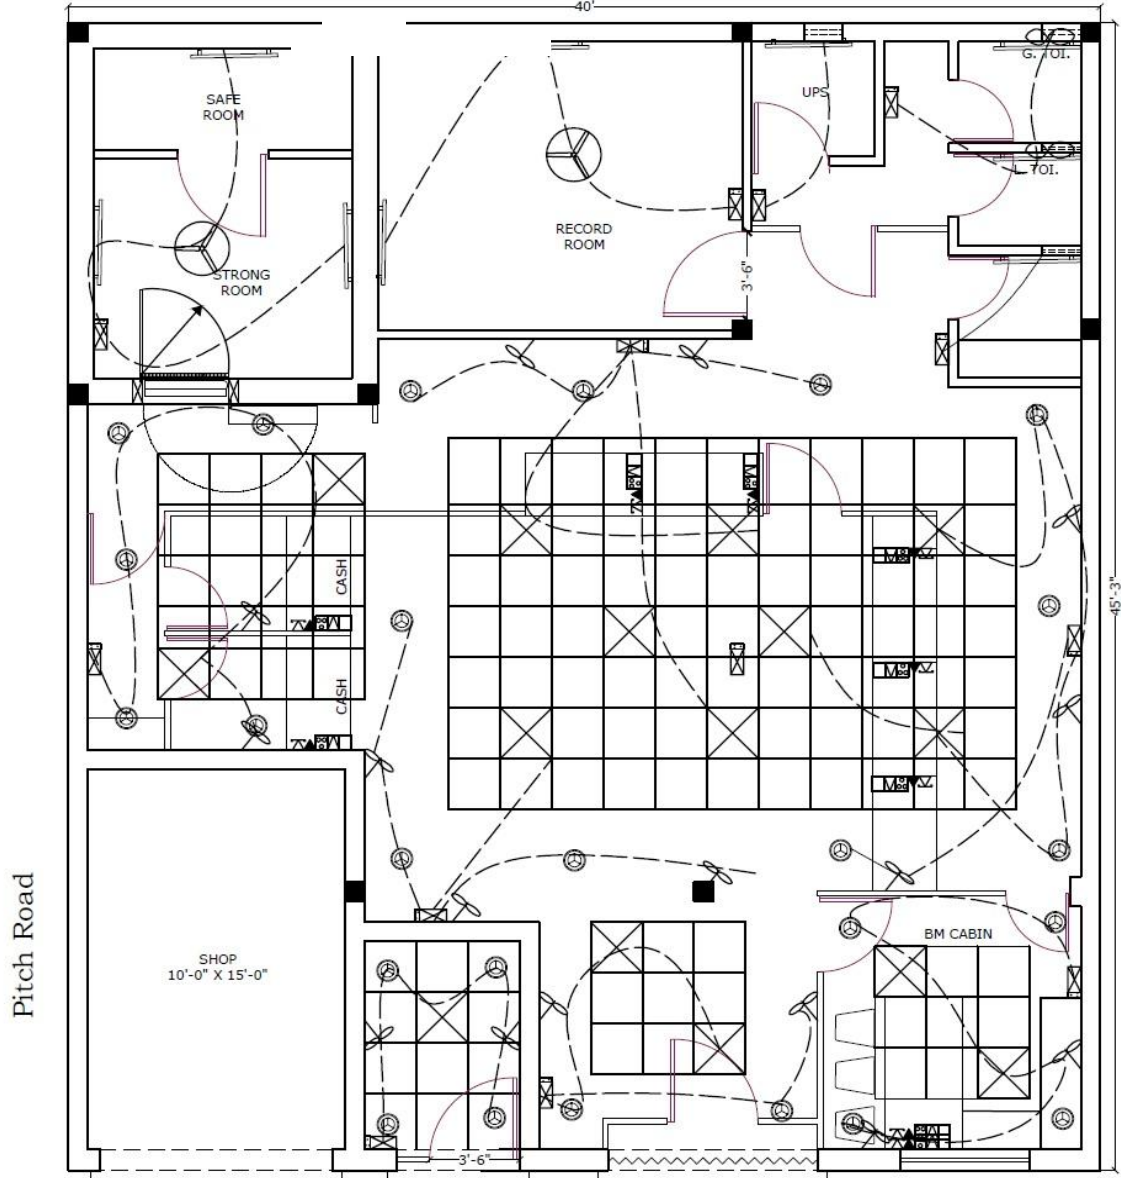 40'
G. TOI.
SAFE
ROOM
UPS
L. TOI.
RECORD
ROOM
STRONG
ROOM
3'-6"
CASH
45'-3"
CASH
Pitch Road
BM CABIN
SHOP
10'-0" X 15'-0"
3'-6"